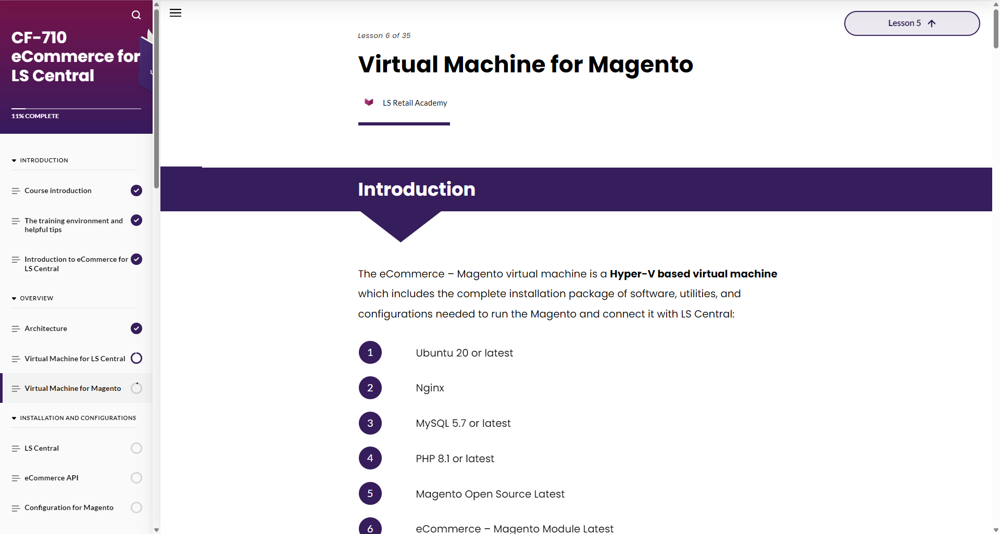 CF-710
eCommerce for
LS Central
11% COMPLETE
INTRODUCTION
Course introduction
The training environment and
helpful tips
Introduction to eCommerce for
LS Central
OVERVIEW
Architecture
Virtual Machine for LS Central
Virtual Machine for Magento
INSTALLATION AND CONFIGURATIONS
LS Central
eCommerce API
Configuration for Magento
Lesson 5
Lesson 6 of 35
Virtual Machine for Magento
LS Retail Academy
Introduction
The eCommerce – Magento virtual machine is a Hyper-V based virtual machine
which includes the complete installation package of software, utilities, and
configurations needed to run the Magento and connect it with LS Central:
1 Ubuntu 20 or latest
2 Nginx
3 MySQL 5.7 or latest
4 PHP 8.1 or latest
5 Magento Open Source Latest
6 eCommerce – Magento Module Latest